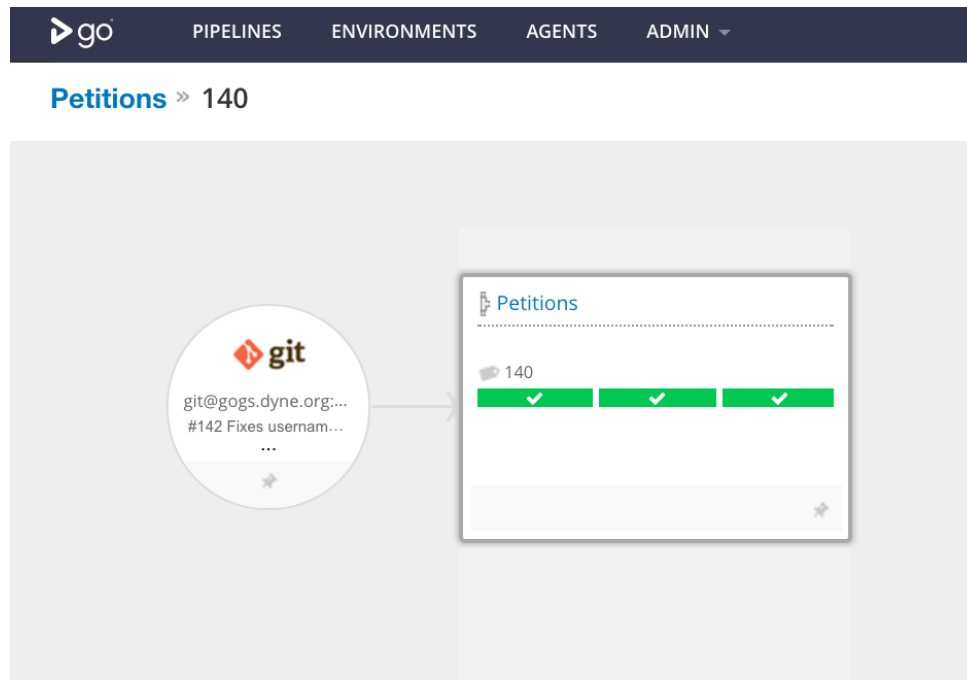 go PIPELINES ENVIRONMENTS AGENTS ADMIN
Petitions » 140
git
git@gogs.dyne.org:...
#142 Fixes usernam...
...
Petitions
140